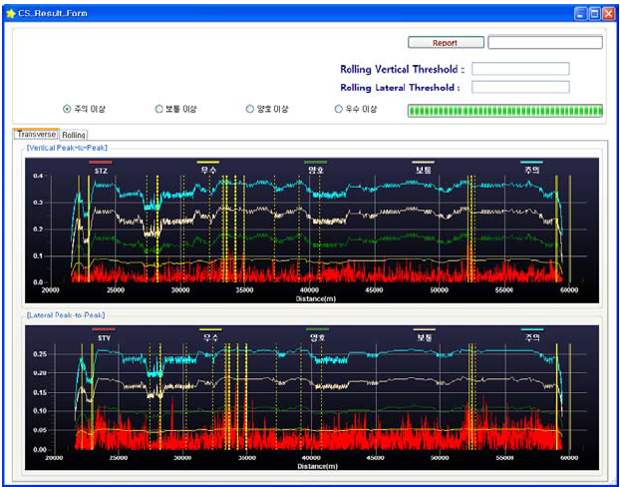 CS_Result_Form
Report
Rolling Vertical Threshold :
Rolling Lateral Threshold :
주의 이상 보통 이상 양호 이상 우수 이상
Transverse Rolling
[Vertical Peak-to-Peak]
STZ 우수 양호 보통 주의
0.4
0.3
0.2
0.1
0.0
20000 25000 30000 35000 40000 45000 50000 55000 60000
Distance(m)
[Lateral Peak-to-Peak]
STY 우수 양호 보통 주의
0.25
0.20
0.15
0.10
0.05
0.00
20000 25000 30000 35000 40000 45000 50000 55000 60000
Distance(m)